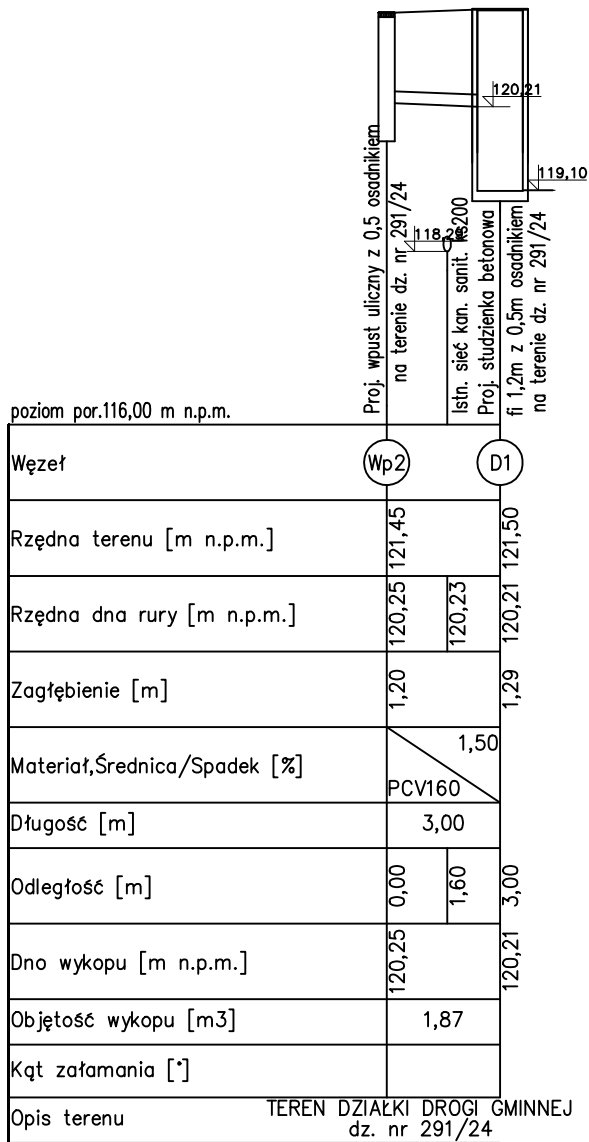 120,21
119,10
118,29
Proj. wpust uliczny z 0,5 osadnikiem
na terenie dz. nr 291/24
Istn. sieć kan. sanit. ks200
Proj. studzienka betonowa
fi 1,2m z 0,5m osadnikiem
na terenie dz. nr 291/24
poziom por.116,00 m n.p.m.
Węzeł Wp2 D1
Rzędna terenu [m n.p.m.] 121,45 121,50
Rzędna dna rury [m n.p.m.] 120,25 120,23 120,21
Zagłębienie [m] 1,20 1,29
Materiał,Średnica/Spadek [%] PCV160 1,50
Długość [m] 3,00
Odległość [m] 0,00 1,60 3,00
Dno wykopu [m n.p.m.] 120,25 120,21
Objętość wykopu [m3] 1,87
Kąt załamania [°]
Opis terenu TEREN DZIAŁKI DROGI GMINNEJ
dz. nr 291/24